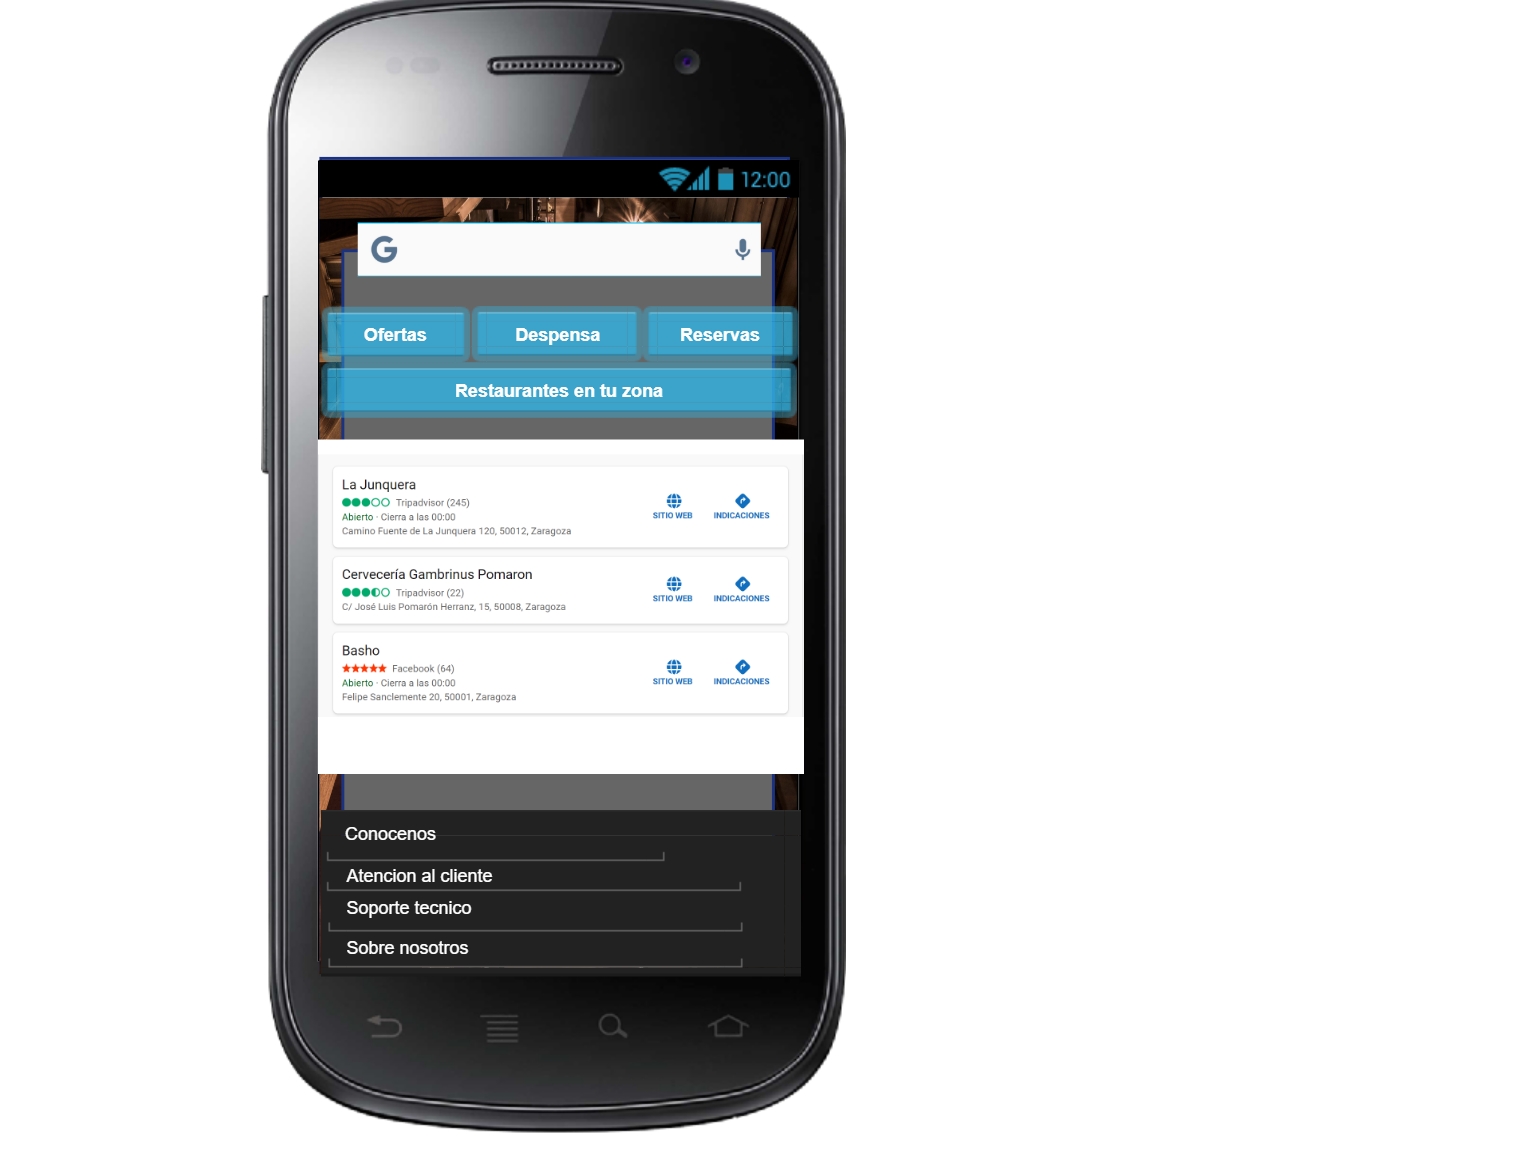 12:00
G
Ofertas
Despensa
Reservas
Restaurantes en tu zona
La Junquera
Tripadvisor (245)
Abierto · Cierra a las 00:00
Camino Fuente de La Junquera 120, 50012, Zaragoza
SITIO WEB
INDICACIONES
Cervecería Gambrinus Pomaron
Tripadvisor (22)
C/ José Luis Pomarón Herranz, 15, 50008, Zaragoza
SITIO WEB
INDICACIONES
Basho
Facebook (64)
Abierto · Cierra a las 00:00
Felipe Sanclemente 20, 50001, Zaragoza
SITIO WEB
INDICACIONES
Conocenos
Atencion al cliente
Soporte tecnico
Sobre nosotros